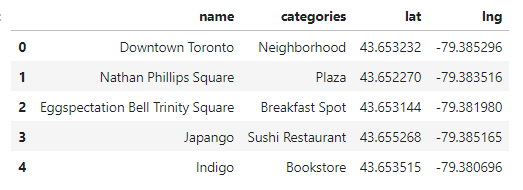 name categories lat lng
0 Downtown Toronto Neighborhood 43.653232 -79.385296
1 Nathan Phillips Square Plaza 43.652270 -79.383516
2 Eggspectation Bell Trinity Square Breakfast Spot 43.653144 -79.381980
3 Japango Sushi Restaurant 43.655268 -79.385165
4 Indigo Bookstore 43.653515 -79.380696